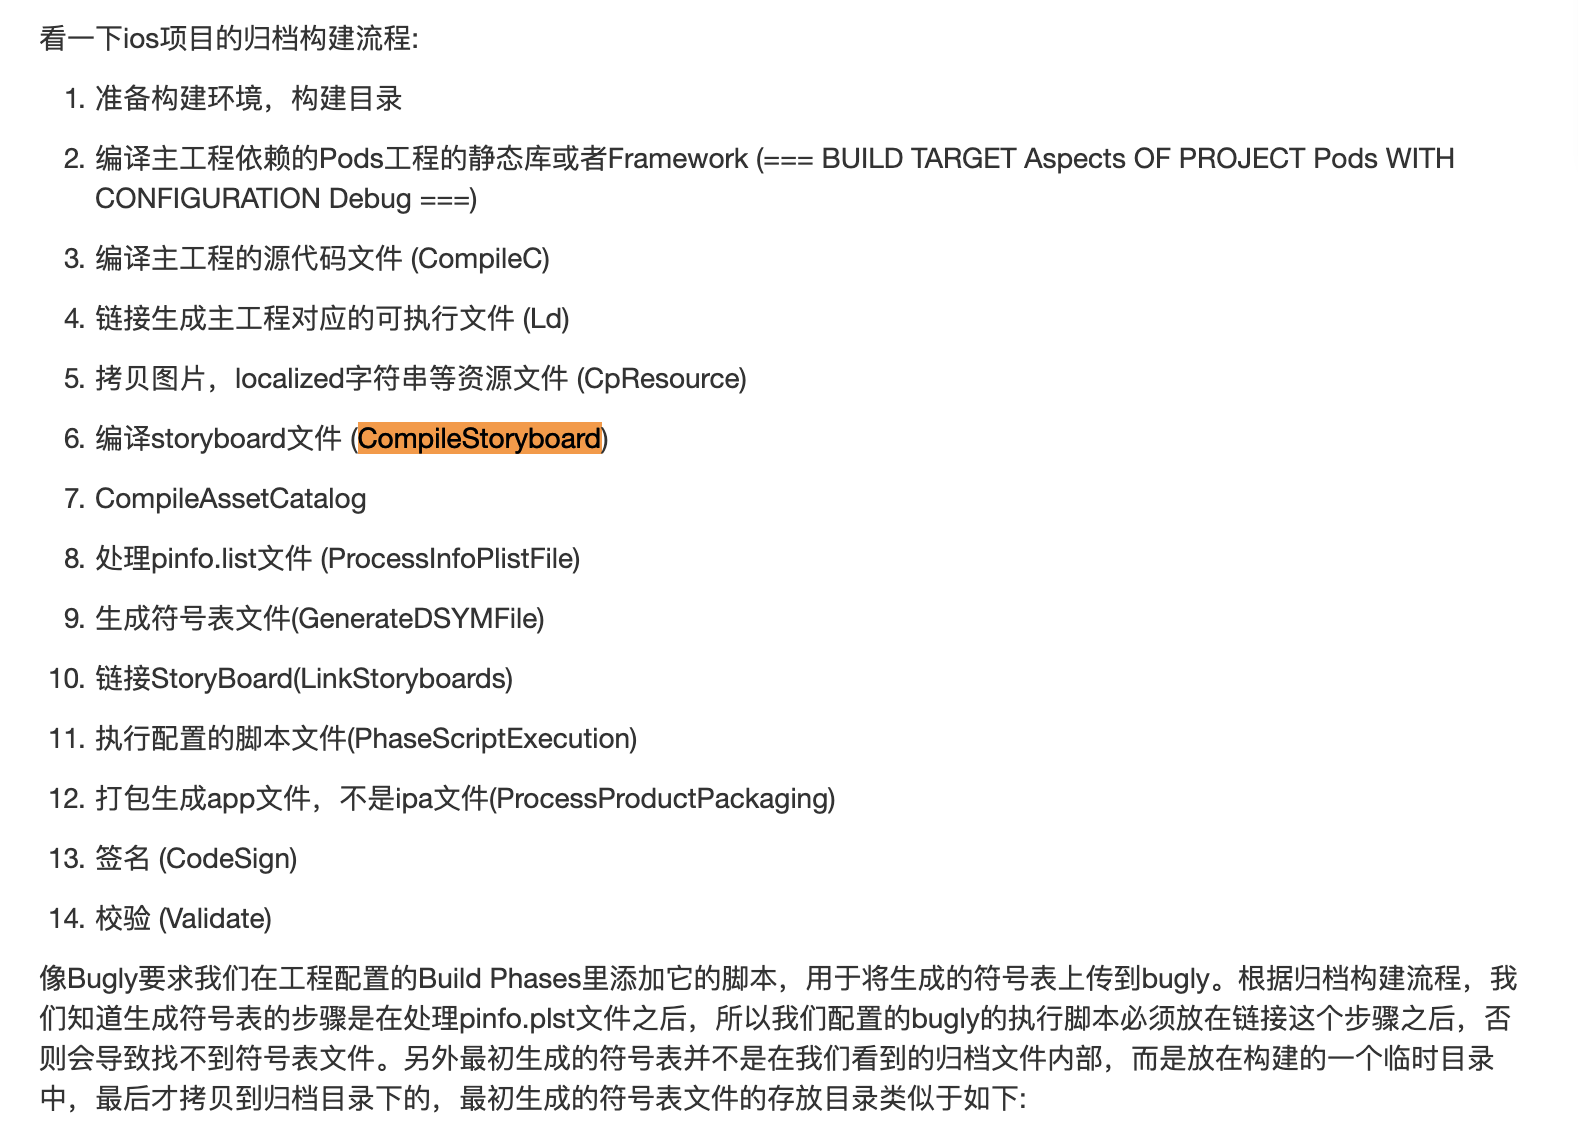 看一下ios项目的归档构建流程:
1. 准备构建环境，构建目录
2. 编译主工程依赖的Pods工程的静态库或者Framework (=== BUILD TARGET Aspects OF PROJECT Pods WITH
CONFIGURATION Debug ===)
3. 编译主工程的源代码文件 (CompileC)
4. 链接生成主工程对应的可执行文件 (Ld)
5. 拷贝图片，localized字符串等资源文件 (CpResource)
6. 编译storyboard文件 (CompileStoryboard)
7. CompileAssetCatalog
8. 处理pinfo.list文件 (ProcessInfoPlistFile)
9. 生成符号表文件(GenerateDSYMFile)
10. 链接StoryBoard(LinkStoryboards)
11. 执行配置的脚本文件(PhaseScriptExecution)
12. 打包生成app文件，不是ipa文件(ProcessProductPackaging)
13. 签名 (CodeSign)
14. 校验 (Validate)
像Bugly要求我们在工程配置的Build Phases里添加它的脚本，用于将生成的符号表上传到bugly。根据归档构建流程，我
们知道生成符号表的步骤是在处理pinfo.plst文件之后，所以我们配置的bugly的执行脚本必须放在链接这个步骤之后，否
则会导致找不到符号表文件。另外最初生成的符号表并不是在我们看到的归档文件内部，而是放在构建的一个临时目录
中，最后才拷贝到归档目录下的，最初生成的符号表文件的存放目录类似于如下: